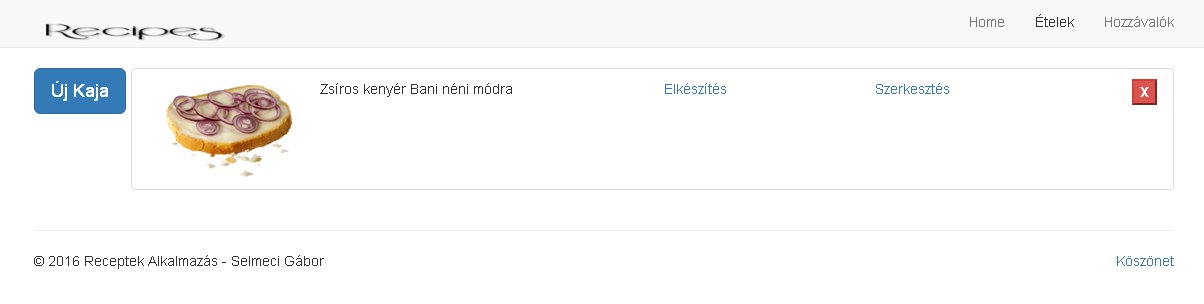 Recipes
Home Ételek Hozzávalók
Új Kaja
Zsíros kenyér Bani néni módra Elkészítés Szerkesztés X
© 2016 Receptek Alkalmazás - Selmeci Gábor Köszönet